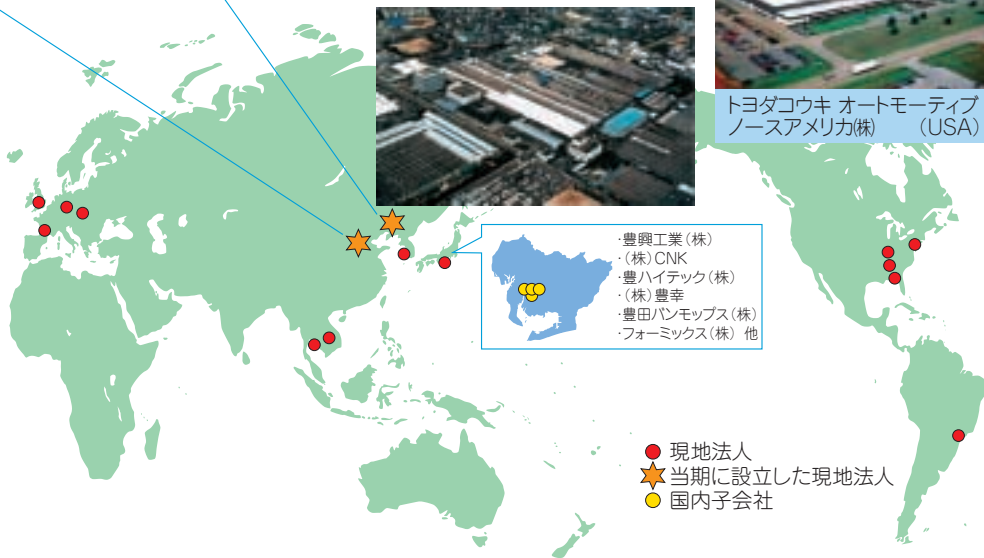 トヨダコウキ オートモーティブ
ノースアメリカ(株) (USA)
・豊興工業(株)
・(株)CNK
・豊ハイテック(株)
・(株)豊幸
・豊田バンモップス(株)
・フォーミックス(株) 他
現地法人
当期に設立した現地法人
国内子会社